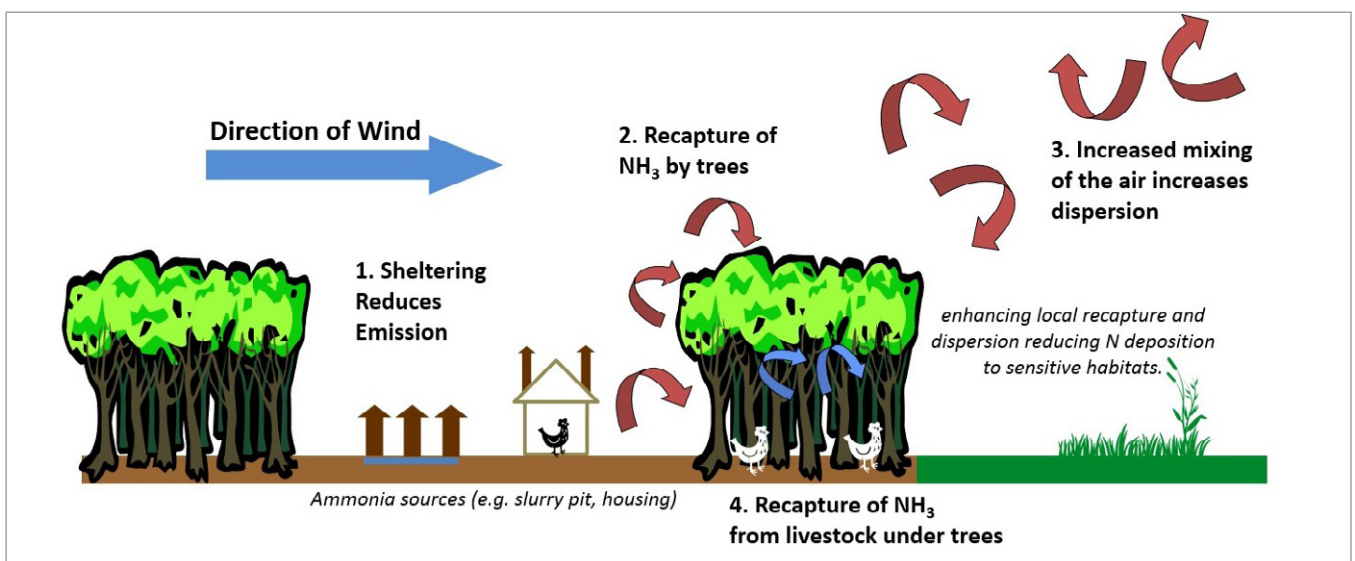 Direction of Wind
1. Sheltering
Reduces
Emission
2. Recapture of
NH₃ by trees
3. Increased mixing
of the air increases
dispersion
enhancing local recapture and
dispersion reducing N deposition
to sensitive habitats.
Ammonia sources (e.g. slurry pit, housing)
4. Recapture of NH₃
from livestock under trees